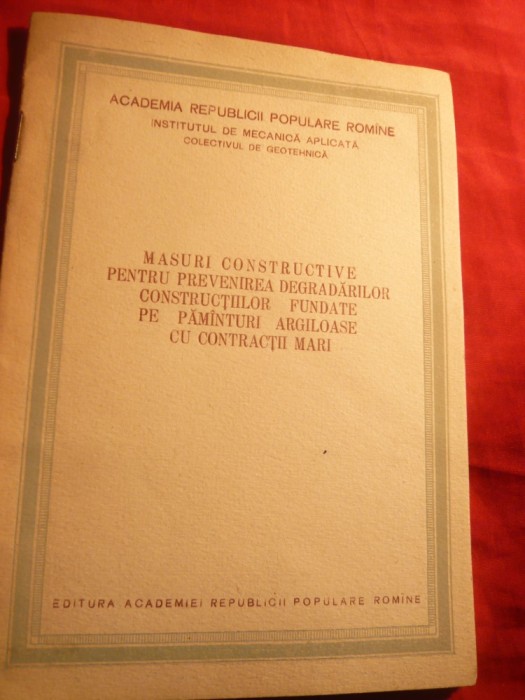 ACADEMIA REPUBLICII POPULARE ROMÎNE
INSTITUTUL DE MECANICĂ APLICATĂ
COLECTIVUL DE GEOTEHNICĂ
MASURI CONSTRUCTIVE
PENTRU PREVENIREA DEGRADĂRILOR
CONSTRUCȚIILOR FUNDATE
PE PĂMÎNTURI ARGILOASE
CU CONTRACȚII MARI
EDITURA ACADEMIEI REPUBLICII POPULARE ROMÎNE